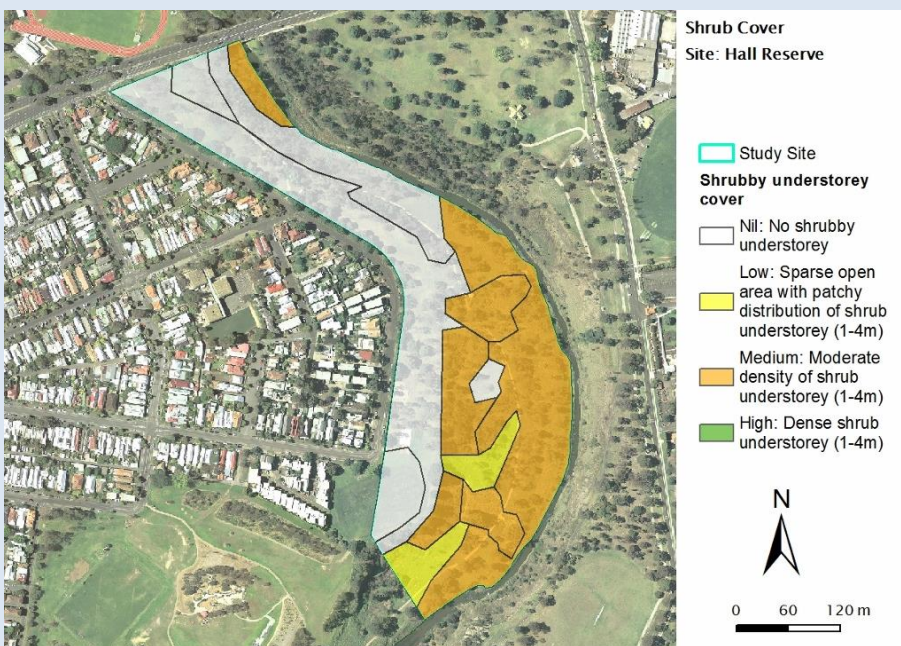 Shrub Cover
Site: Hall Reserve
Study Site
Shrubby understorey
cover
Nil: No shrubby
understorey
Low: Sparse open
area with patchy
distribution of shrub
understorey (1-4m)
Medium: Moderate
density of shrub
understorey (1-4m)
High: Dense shrub
understorey (1-4m)
N
0 60 120 m